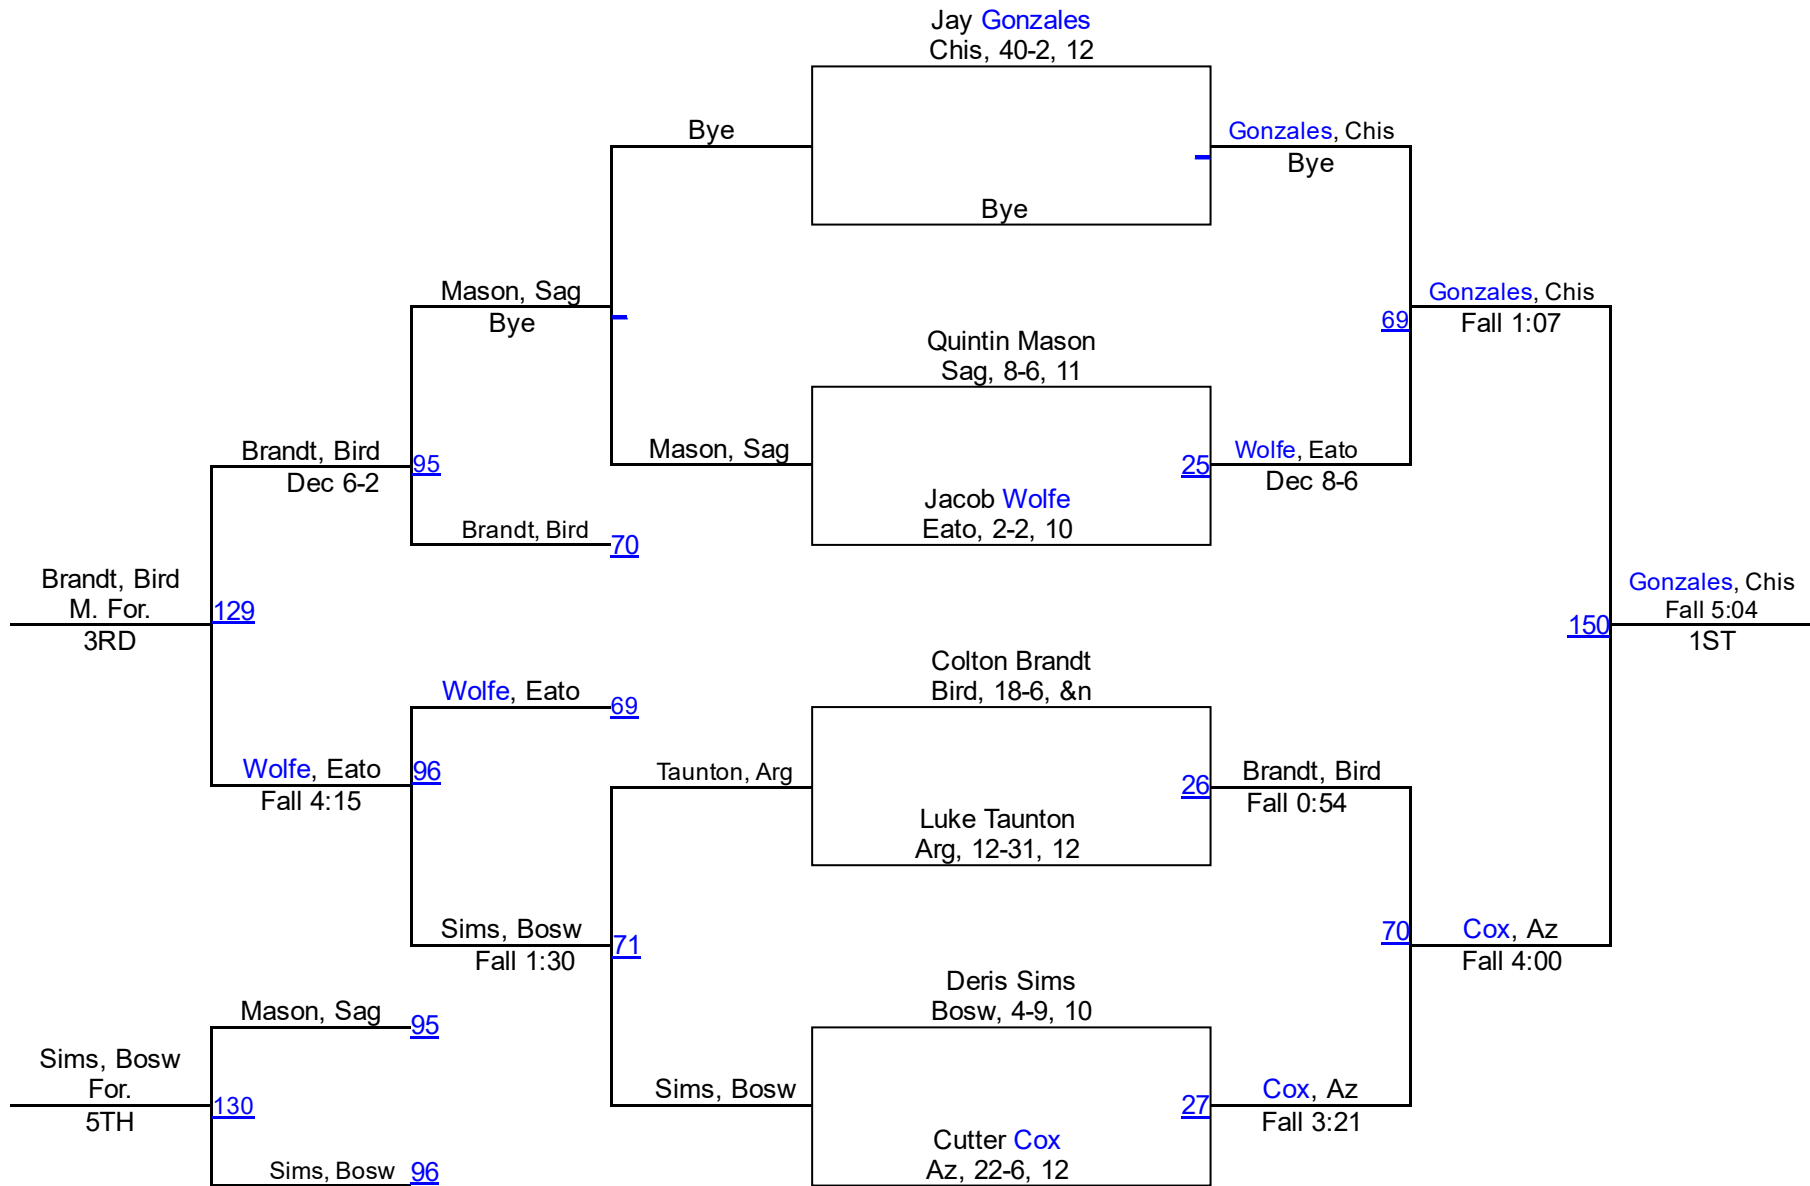 Jay Gonzales
Chis, 40-2, 12
Bye
Gonzales, Chis
Bye
Bye
Mason, Sag
Bye
Gonzales, Chis
69
Fall 1:07
Quintin Mason
Sag, 8-6, 11
Brandt, Bird
95
Dec 6-2
Mason, Sag
25
Wolfe, Eato
Dec 8-6
Jacob Wolfe
Eato, 2-2, 10
Brandt, Bird
70
Brandt, Bird
M. For.
129
3RD
Gonzales, Chis
Fall 5:04
150
1ST
Colton Brandt
Bird, 18-6, &n
Wolfe, Eato
69
Wolfe, Eato
96
Fall 4:15
Taunton, Arg
26
Brandt, Bird
Fall 0:54
Luke Taunton
Arg, 12-31, 12
Sims, Bosw
71
Fall 1:30
70
Cox, Az
Fall 4:00
Deris Sims
Bosw, 4-9, 10
Mason, Sag
95
Sims, Bosw
For.
130
5TH
Sims, Bosw
27
Cox, Az
Fall 3:21
Cutter Cox
Az, 22-6, 12
Sims, Bosw
96